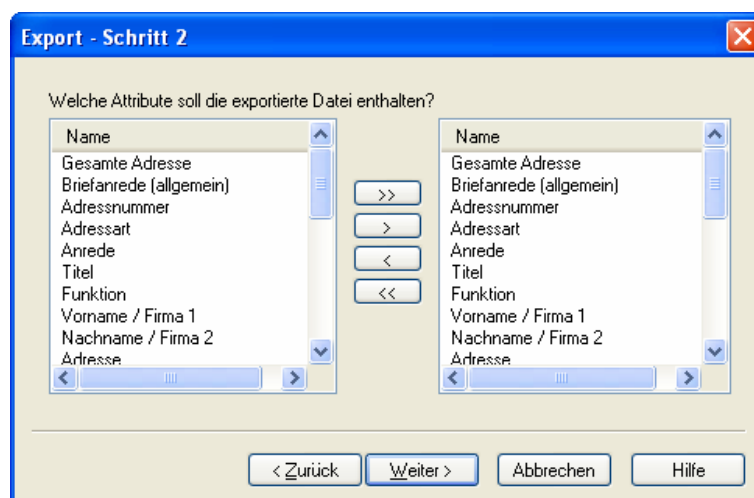 Export - Schritt 2
Welche Attribute soll die exportierte Datei enthalten?
Name
Gesamte Adresse
Briefanrede (allgemein)
Adressnummer
Adressart
Anrede
Titel
Funktion
Vorname / Firma 1
Nachname / Firma 2
Adresse
>>
>
<
<<
Name
Gesamte Adresse
Briefanrede (allgemein)
Adressnummer
Adressart
Anrede
Titel
Funktion
Vorname / Firma 1
Nachname / Firma 2
Adresse
< Zurück Weiter > Abbrechen Hilfe